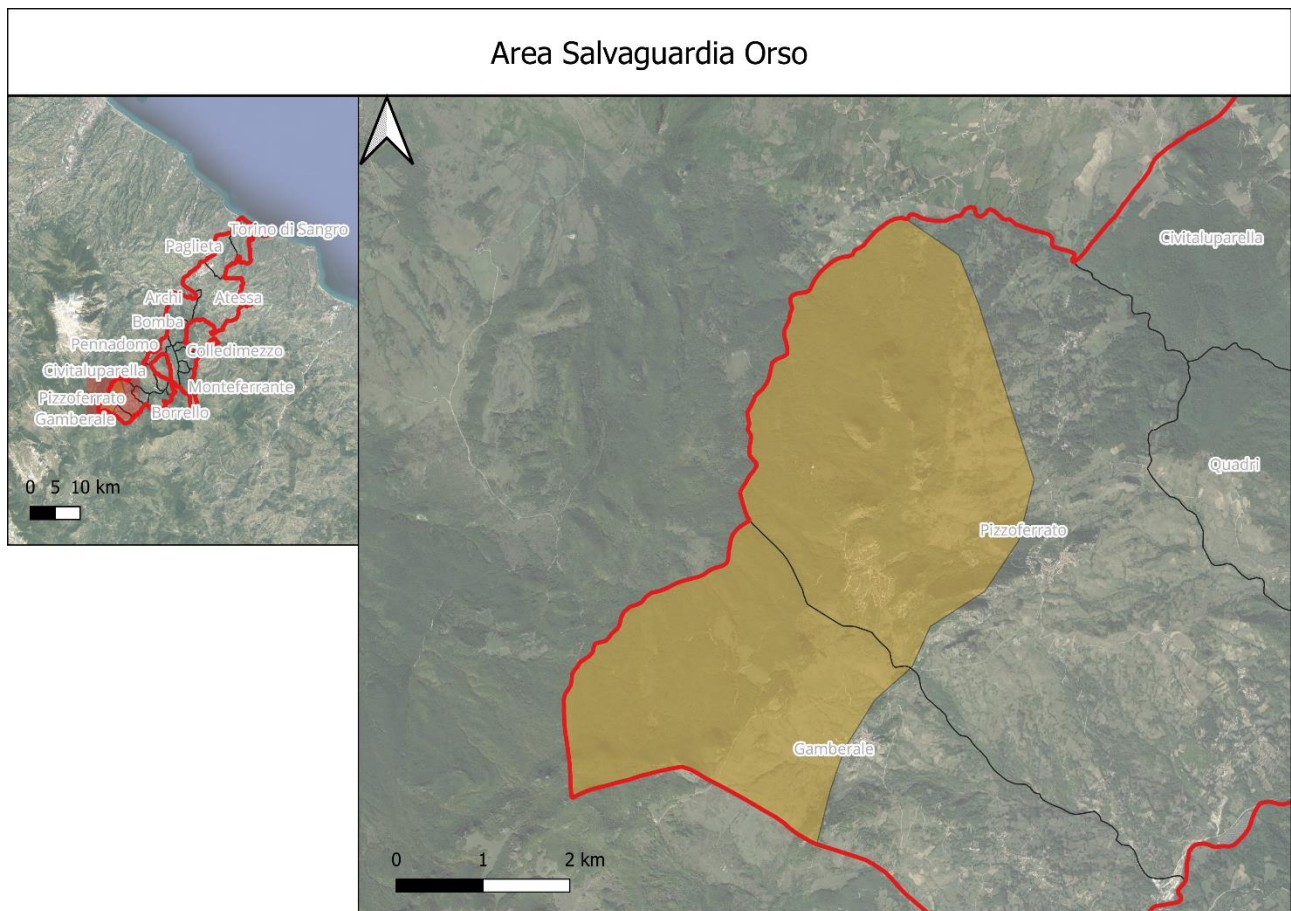 Area Salvaguardia Orso
Torino di Sangro
Paglieta
Archi
Atessa
Bomba
Pennadomo
Colledimezzo
Civitaluparella
Monteferrante
Pizzoferrato
Borrello
Gamberale
0 5 10 km
Civitaluparella
Quadri
Pizzoferrato
Gamberale
0 1 2 km